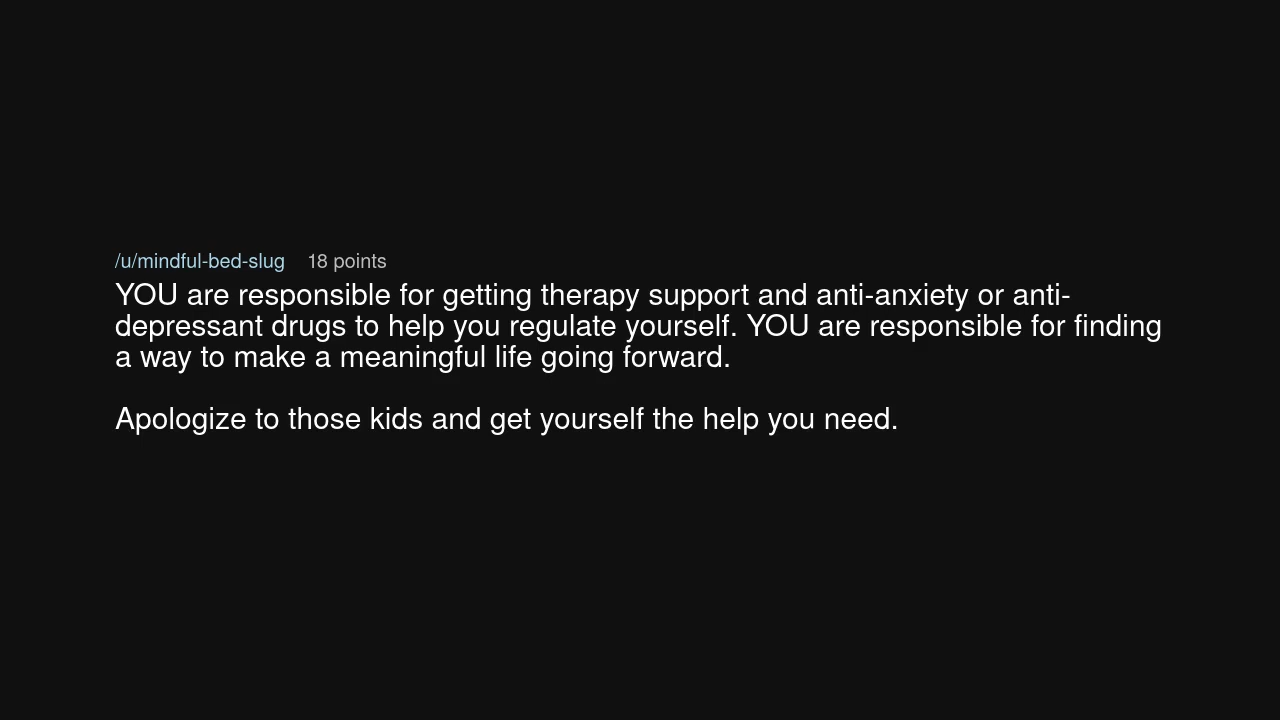 /u/mindful-bed-slug 18 points
YOU are responsible for getting therapy support and anti-anxiety or anti-
depressant drugs to help you regulate yourself. YOU are responsible for finding
a way to make a meaningful life going forward.
Apologize to those kids and get yourself the help you need.